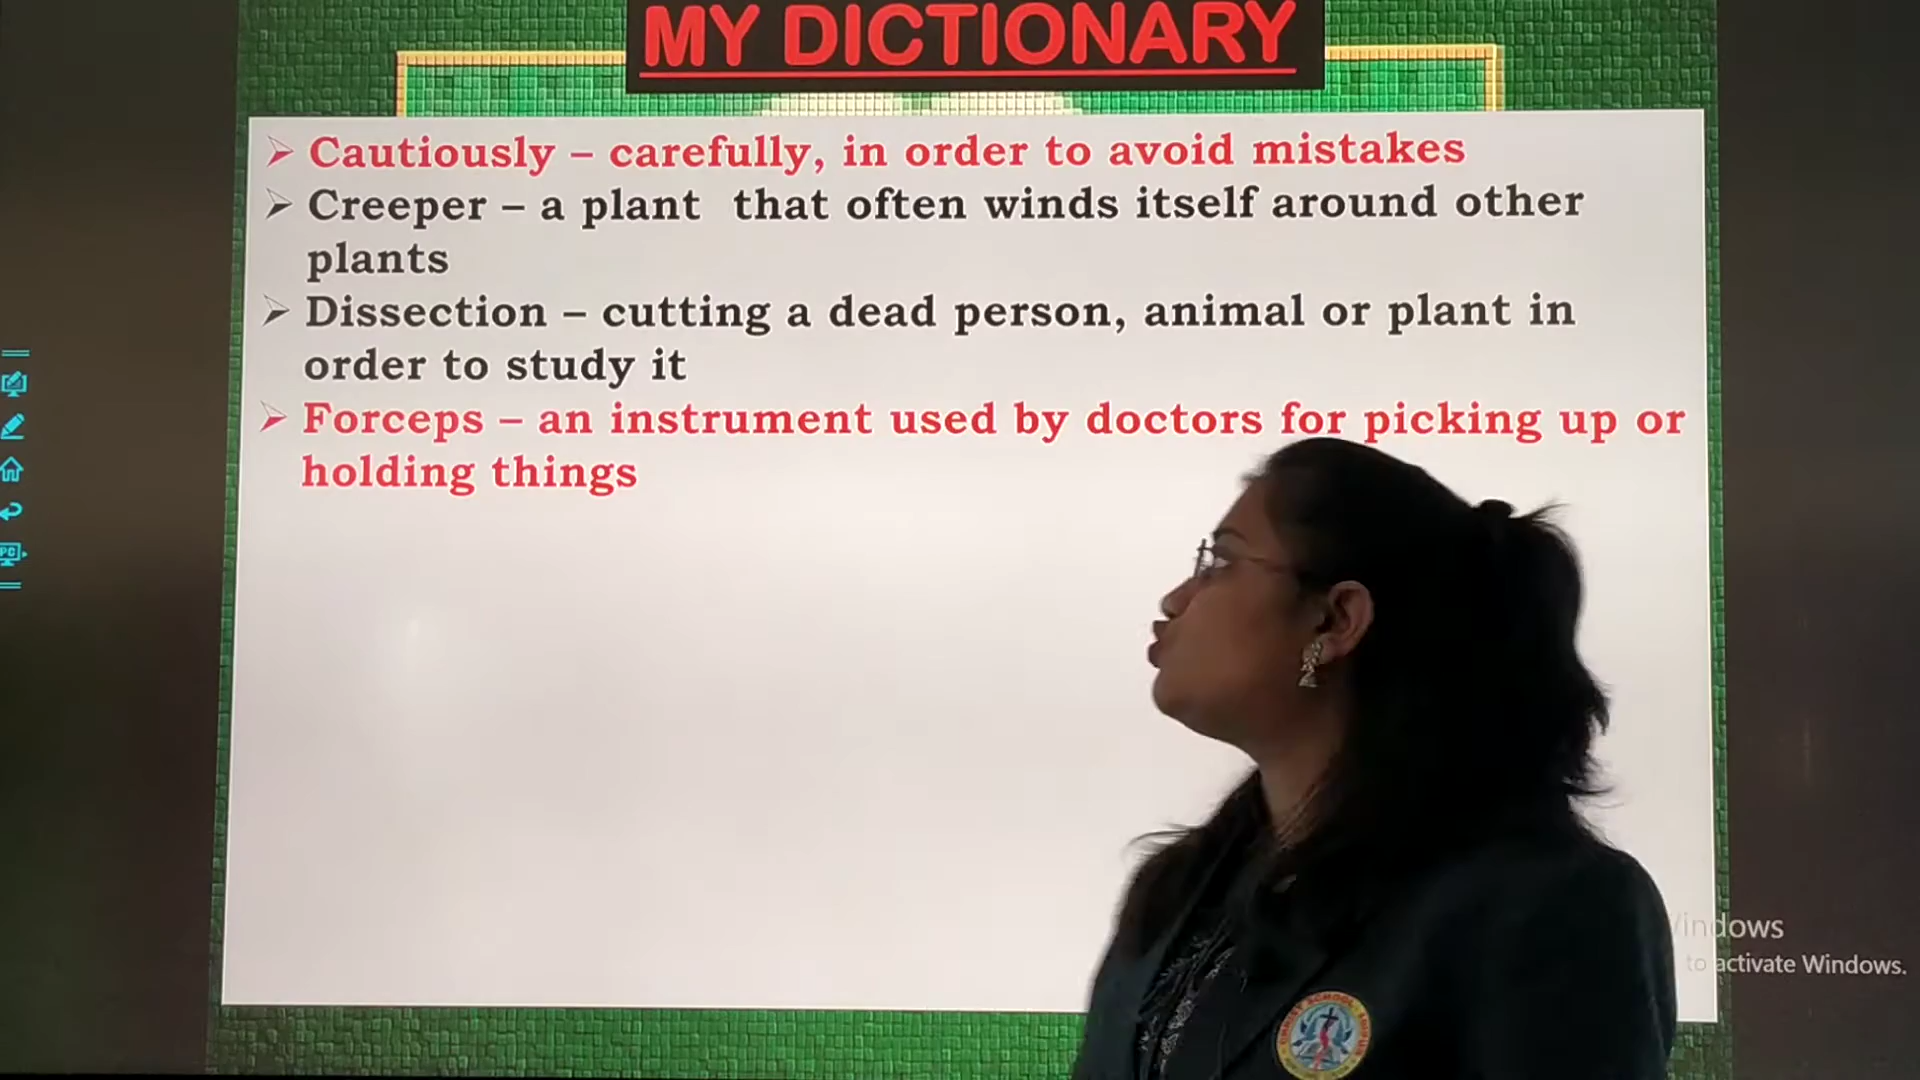 MY DICTIONARY
➢ Cautiously – carefully, in order to avoid mistakes
➢ Creeper – a plant that often winds itself around other
plants
➢ Dissection – cutting a dead person, animal or plant in
order to study it
➢ Forceps – an instrument used by doctors for picking up or
holding things
PC
to activate Windows.